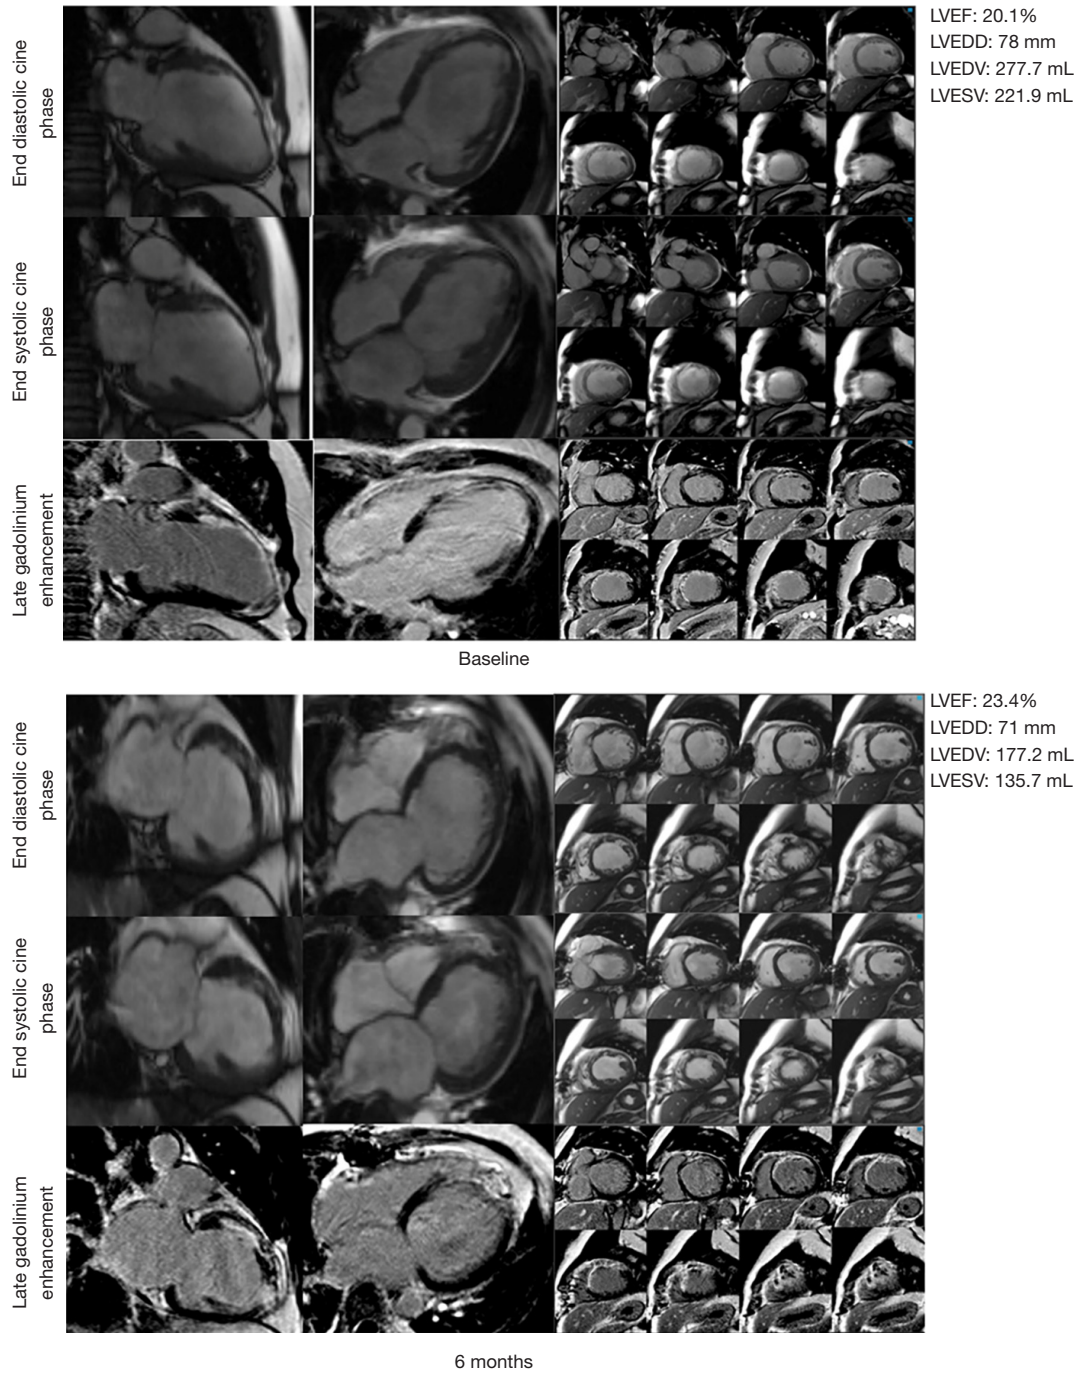 End diastolic cine
phase
LVEF: 20.1%
LVEDD: 78 mm
LVEDV: 277.7 mL
LVESV: 221.9 mL
End systolic cine
phase
Late gadolinium
enhancement
Baseline
End diastolic cine
phase
LVEF: 23.4%
LVEDD: 71 mm
LVEDV: 177.2 mL
LVESV: 135.7 mL
End systolic cine
phase
Late gadolinium
enhancement
6 months